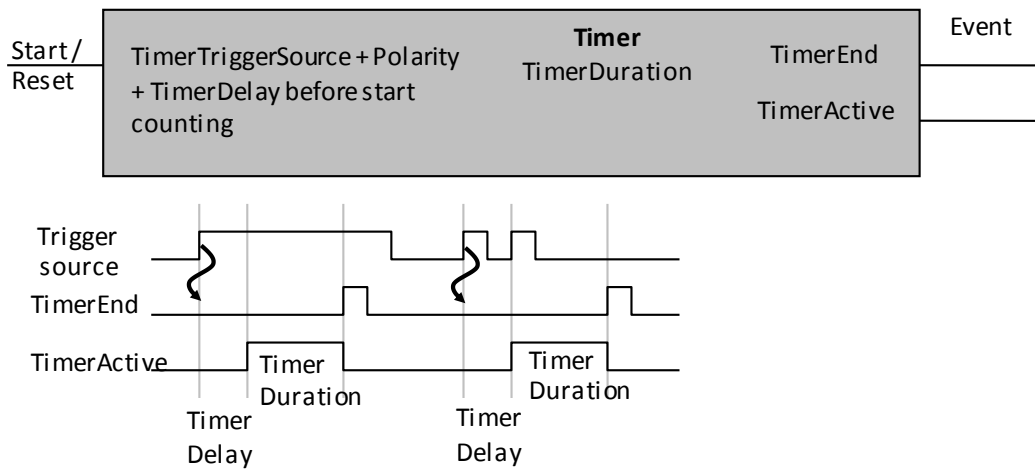 Start/
Reset
TimerTriggerSource + Polarity
+ TimerDelay before start
counting
Timer
TimerDuration
TimerEnd
TimerActive
Event
Trigger
source
TimerEnd
TimerActive
Timer
Duration
Timer
Duration
Timer
Delay
Timer
Delay